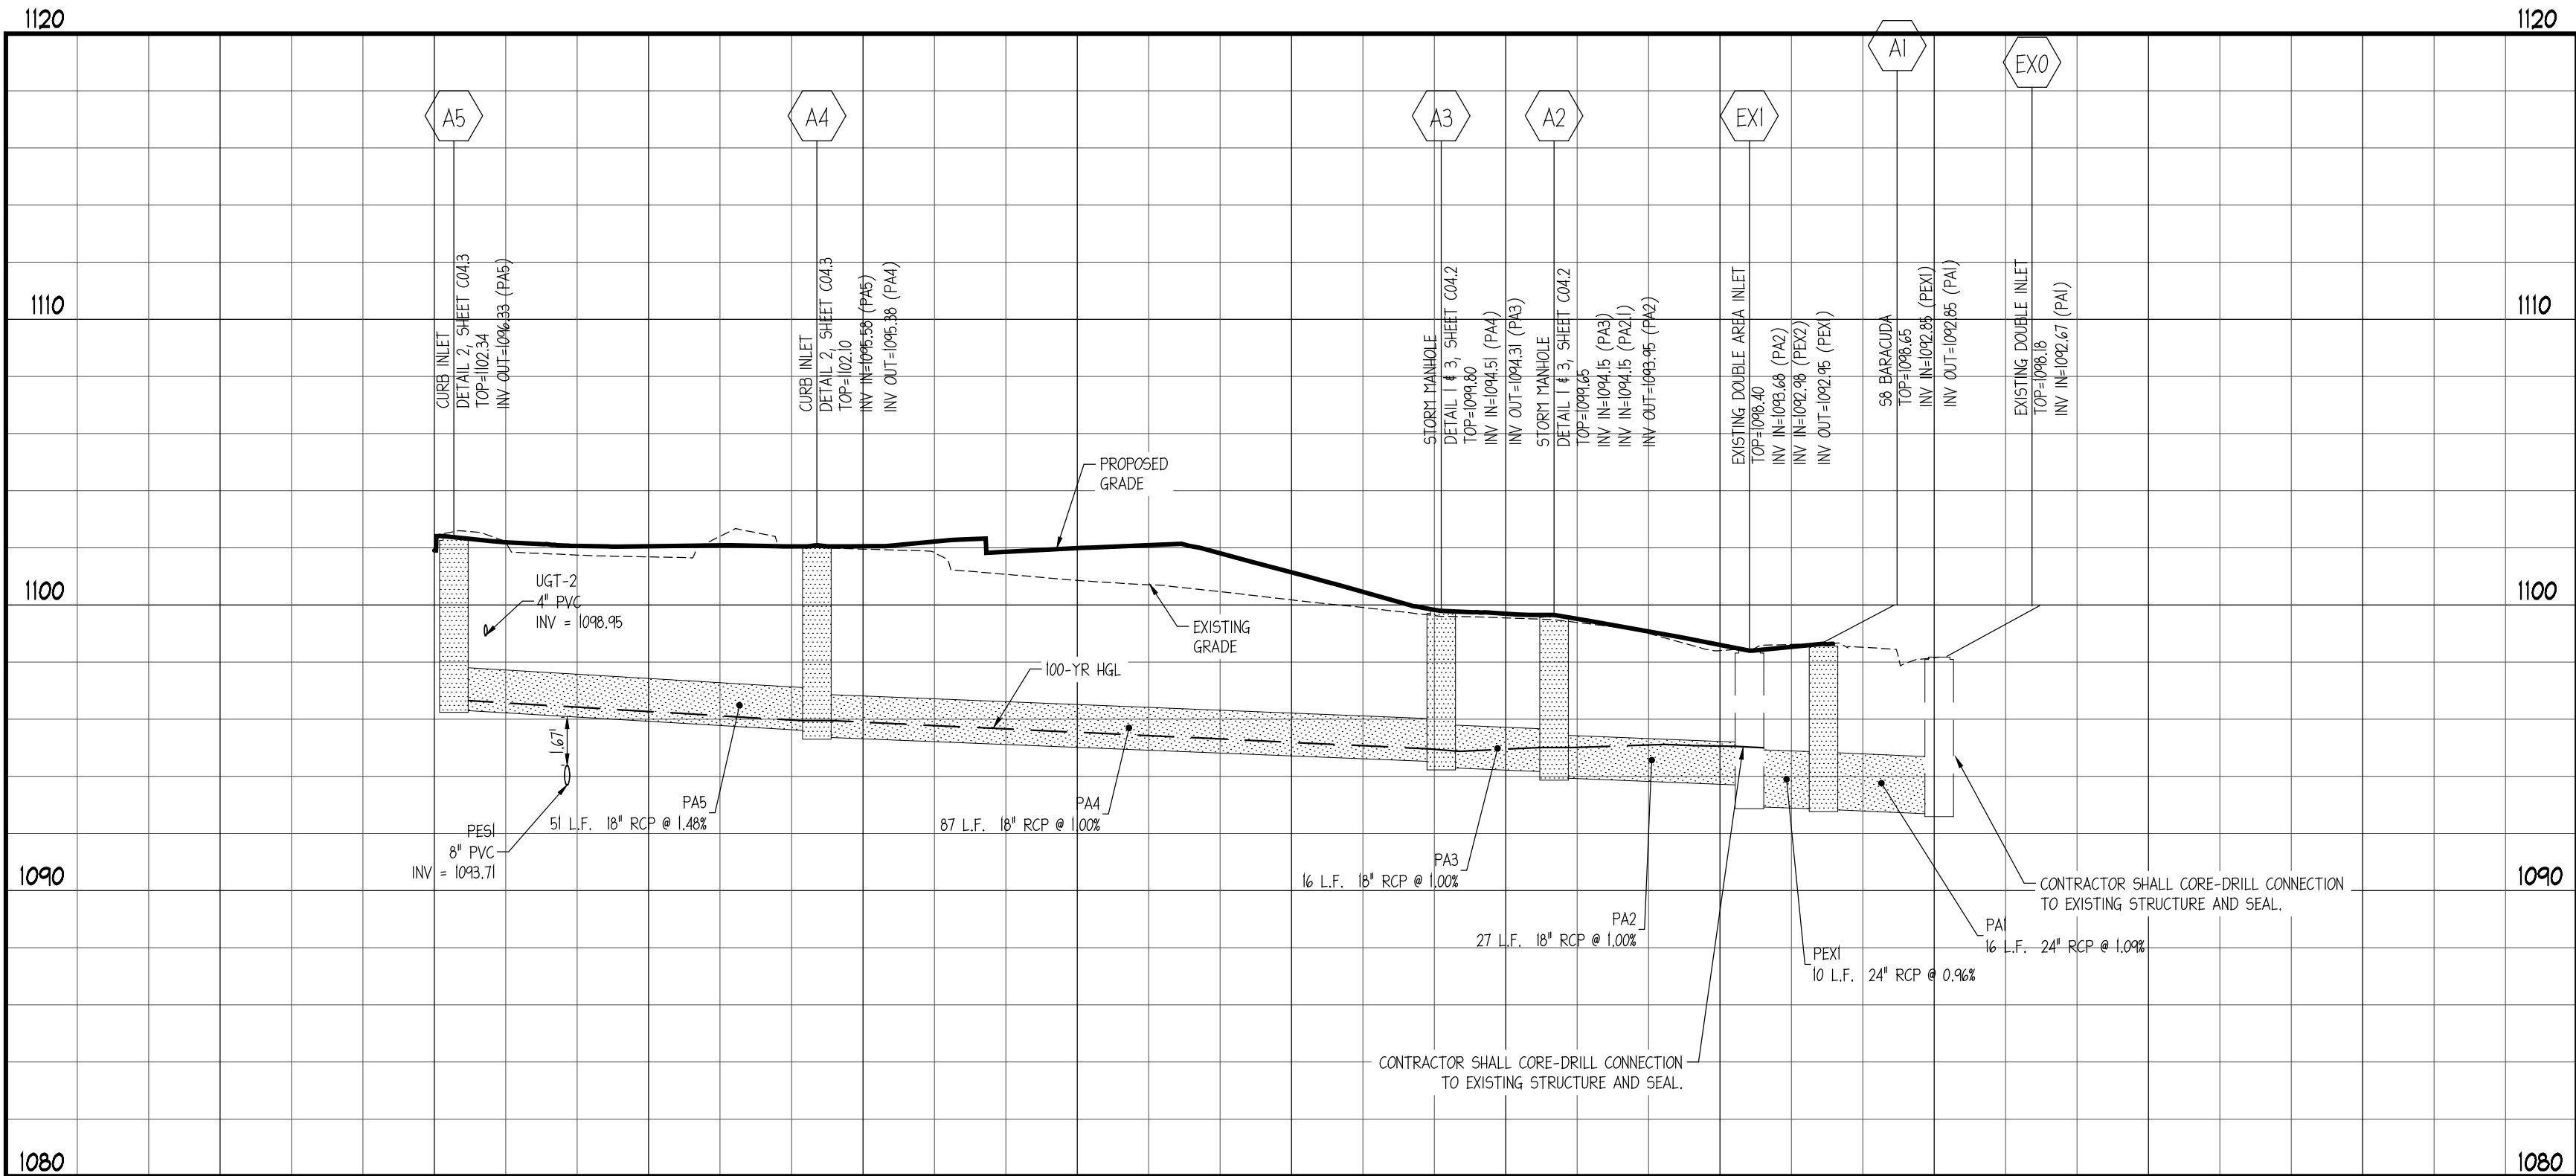 1120
1120
A5
A4
A3
A2
EX1
A1
EX0
CURB INLET
DETAIL 2, SHEET C04.3
TOP=1102.34
INV OUT=1096.33 (PA5)
CURB INLET
DETAIL 2, SHEET C04.3
TOP=1102.10
INV IN=1095.58 (PA5)
INV OUT=1095.38 (PA4)
STORM MANHOLE
DETAIL 1 & 3, SHEET C04.2
TOP=1099.80
INV IN=1094.51 (PA4)
INV OUT=1094.31 (PA3)
STORM MANHOLE
DETAIL 1 & 3, SHEET C04.2
TOP=1099.65
INV IN=1094.15 (PA3)
INV IN=1094.15 (PA2.1)
INV OUT=1093.95 (PA2)
EXISTING DOUBLE AREA INLET
TOP=1098.40
INV IN=1093.68 (PA2)
INV IN=1092.98 (PEX2)
INV OUT=1092.95 (PEX1)
S8 BARACUDA
TOP=1098.65
INV IN=1092.85 (PEX1)
INV OUT=1092.85 (PA1)
EXISTING DOUBLE INLET
TOP=1098.18
INV IN=1092.67 (PA1)
1110
1110
PROPOSED
GRADE
UGT-2
4" PVC
INV = 1098.95
1100
1100
EXISTING
GRADE
100-YR HGL
1.67'
PES1
8" PVC
INV = 1093.71
PA5
51 L.F. 18" RCP @ 1.48%
PA4
87 L.F. 18" RCP @ 1.00%
PA3
16 L.F. 18" RCP @ 1.00%
PA2
27 L.F. 18" RCP @ 1.00%
PEX1
10 L.F. 24" RCP @ 0.96%
PA1
16 L.F. 24" RCP @ 1.09%
1090
1090
CONTRACTOR SHALL CORE-DRILL CONNECTION
TO EXISTING STRUCTURE AND SEAL.
CONTRACTOR SHALL CORE-DRILL CONNECTION
TO EXISTING STRUCTURE AND SEAL.
1080
1080